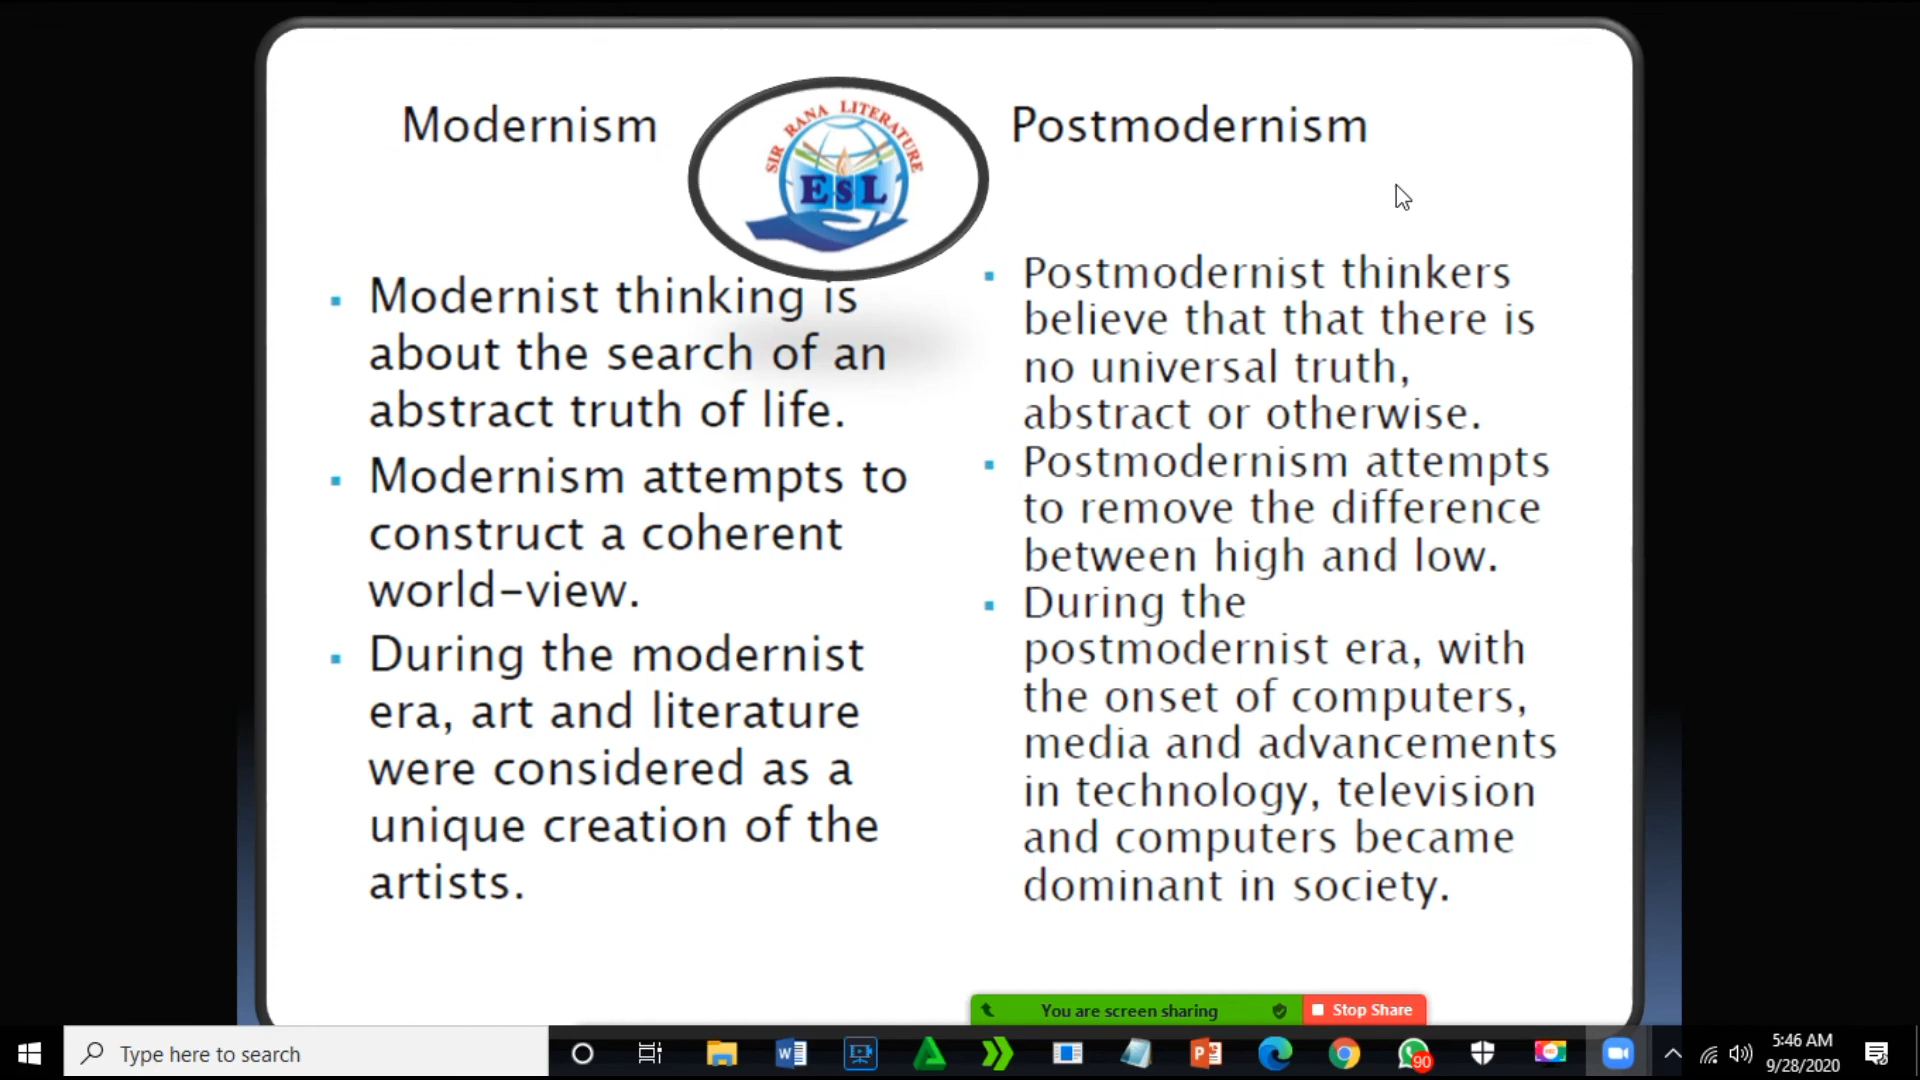 Modernism
SIR RANA LITERATURE
EsL
Postmodernism
Modernist thinking is
about the search of an
abstract truth of life.
Modernism attempts to
construct a coherent
world-view.
During the modernist
era, art and literature
were considered as a
unique creation of the
artists.
Postmodernist thinkers
believe that that there is
no universal truth,
abstract or otherwise.
Postmodernism attempts
to remove the difference
between high and low.
During the
postmodernist era, with
the onset of computers,
media and advancements
in technology, television
and computers became
dominant in society.
You are screen sharing
Stop Share
Type here to search
90
5:46 AM
9/28/2020